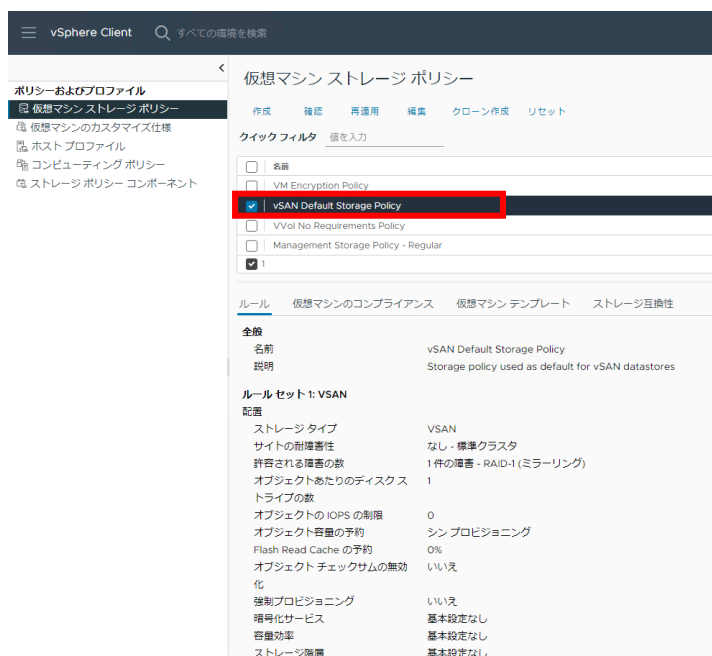 vSphere Client
すべての環境を検索
ポリシーおよびプロファイル
仮想マシン ストレージ ポリシー
仮想マシンのカスタマイズ仕様
ホスト プロファイル
コンピューティング ポリシー
ストレージ ポリシー コンポーネント
仮想マシン ストレージ ポリシー
作成 確認 再適用 編集 クローン作成 リセット
クイック フィルタ 値を入力
名前
VM Encryption Policy
vSAN Default Storage Policy
VVol No Requirements Policy
Management Storage Policy - Regular
1
ルール 仮想マシンのコンプライアンス 仮想マシン テンプレート ストレージ互換性
全般
名前 vSAN Default Storage Policy
説明 Storage policy used as default for vSAN datastores
ルール セット 1: VSAN
配置
ストレージ タイプ VSAN
サイトの耐障害性 なし - 標準クラスタ
許容される障害の数 1 件の障害 - RAID-1 (ミラーリング)
オブジェクトあたりのディスク ス 1
トライプの数
オブジェクトの IOPS の制限 0
オブジェクト容量の予約 シン プロビジョニング
Flash Read Cache の予約 0%
オブジェクト チェックサムの無効 いいえ
化
強制プロビジョニング いいえ
暗号化サービス 基本設定なし
容量効率 基本設定なし
ストレージ階層 基本設定なし